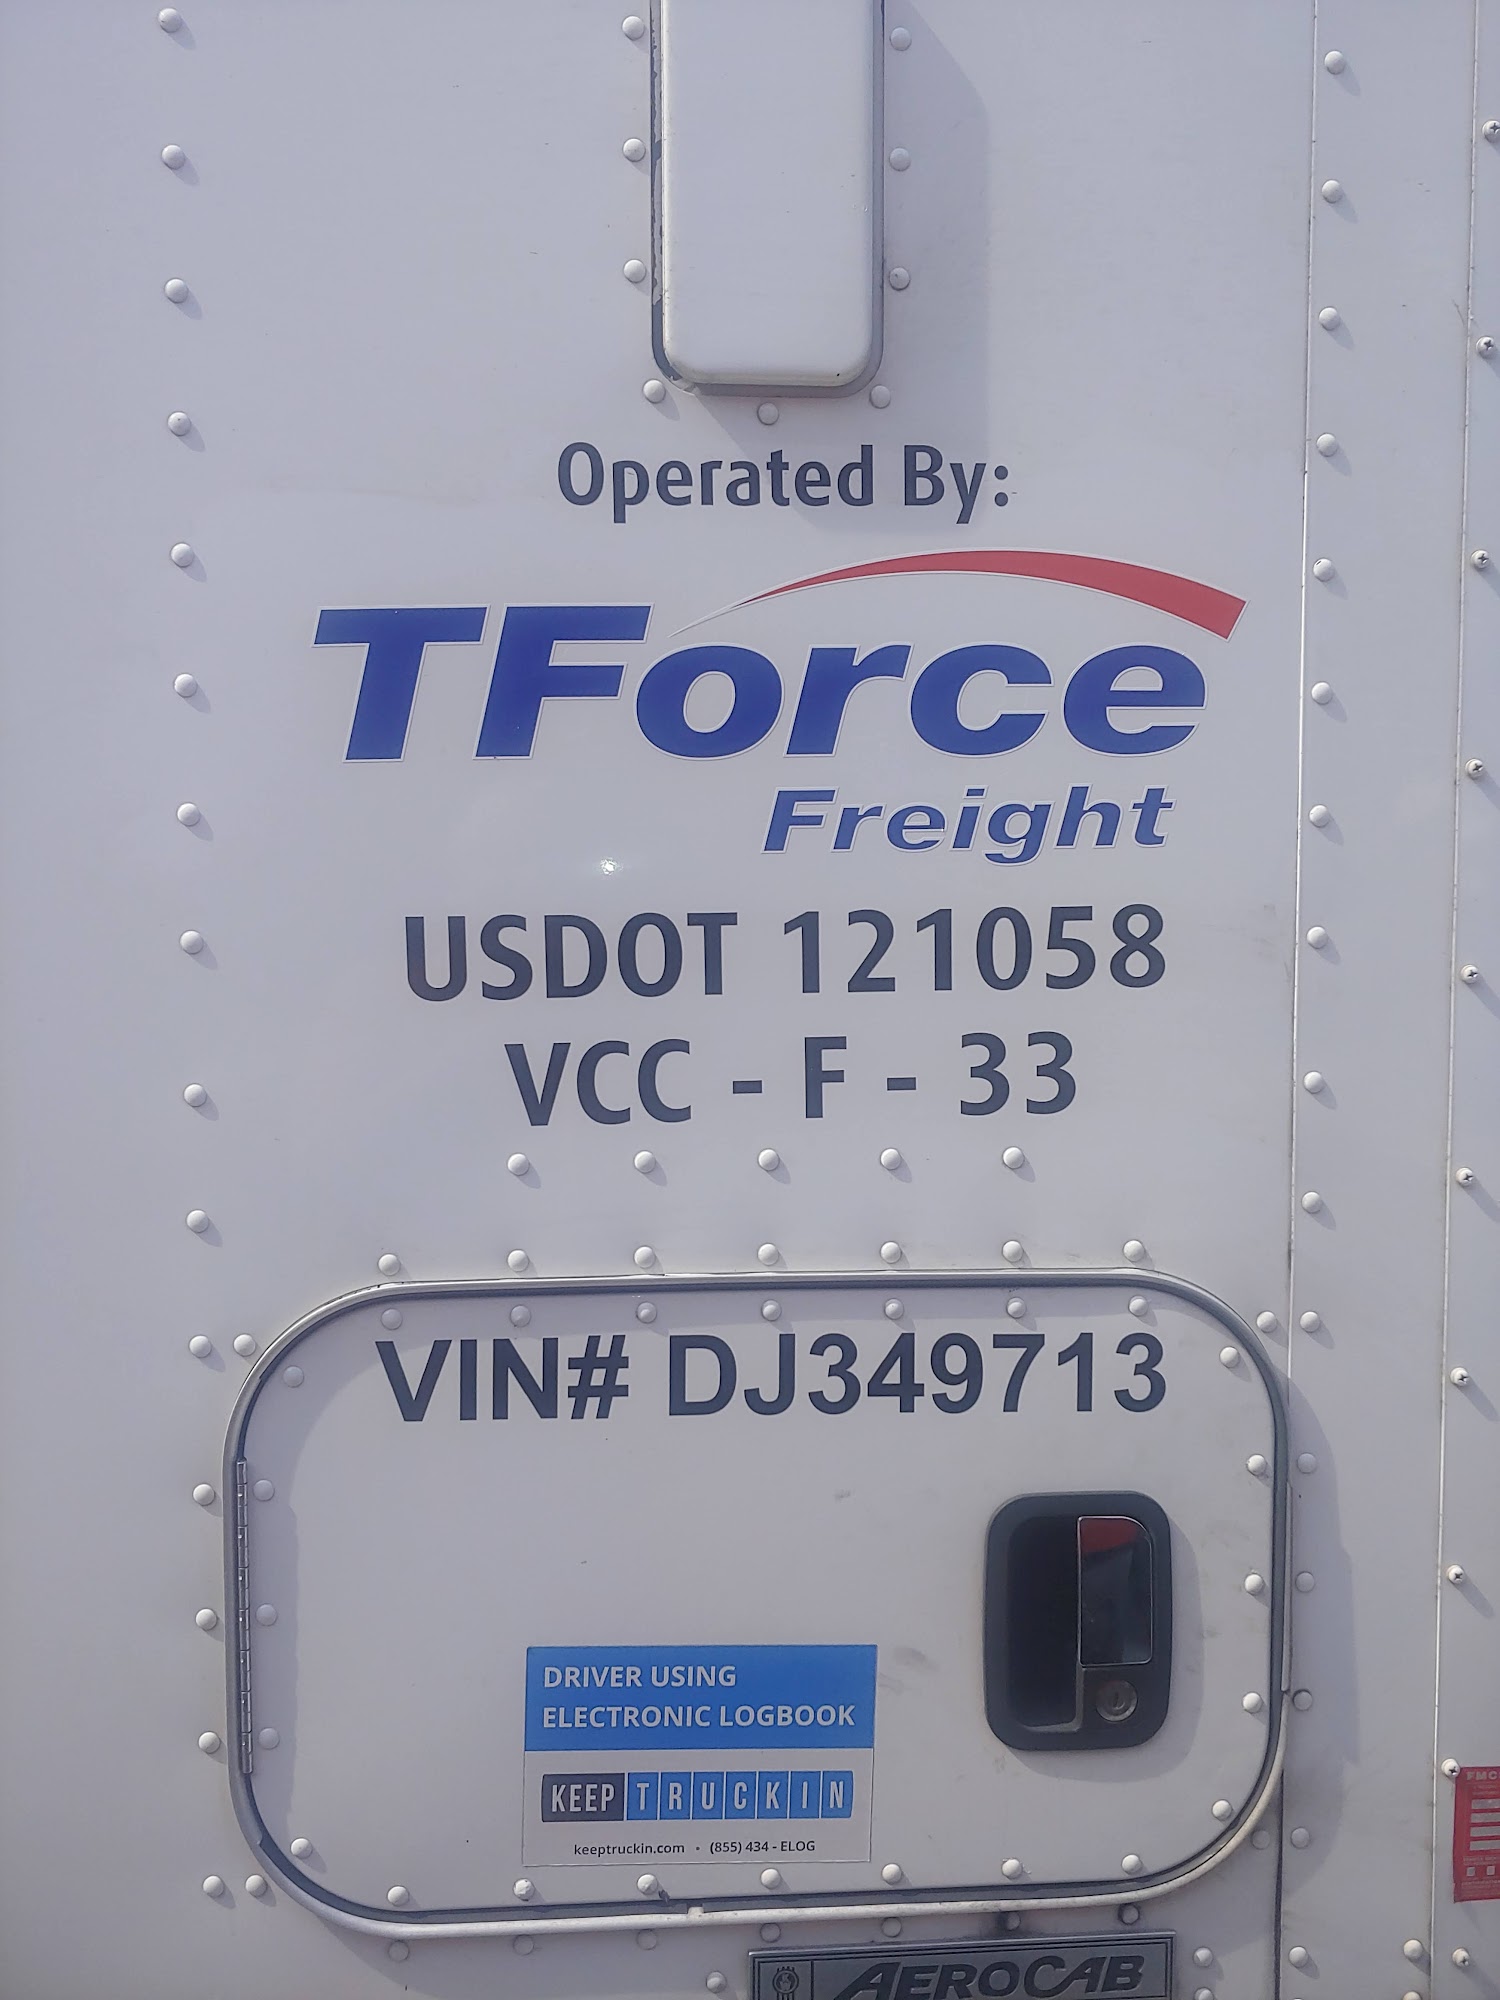 Operated By:
TForce
Freight
USDOT 121058
VCC - F - 33
VIN# DJ349713
DRIVER USING
ELECTRONIC LOGBOOK
KEEP TRUCKIN
keeptruckin.com • (855) 434 - ELOG
AEROCAB
FMC